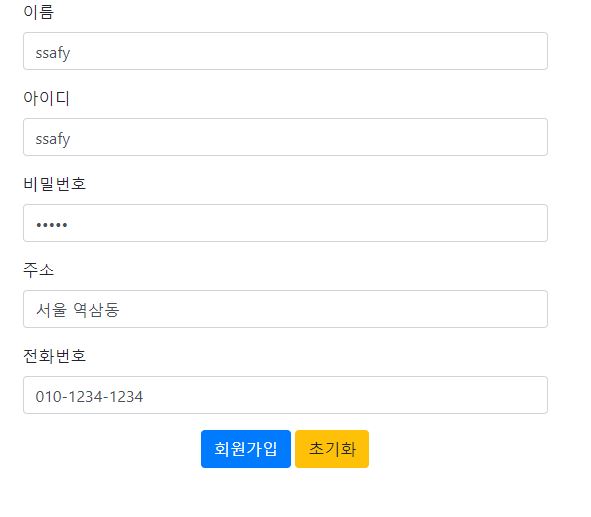 이름
ssafy
아이디
ssafy
비밀번호
•••••
주소
서울 역삼동
전화번호
010-1234-1234
회원가입 초기화